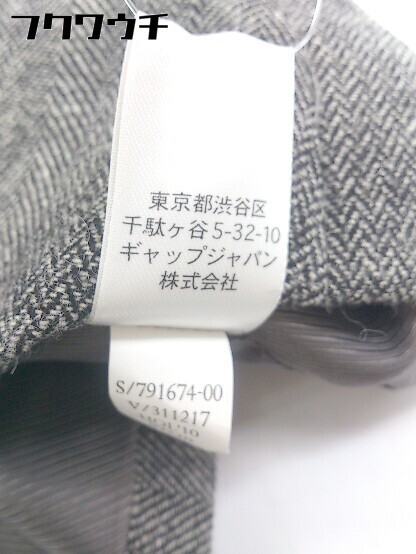 フクワウチ
東京都渋谷区
千駄ヶ谷5-32-10
ギャップジャパン
株式会社
S/791674-00
V/311217